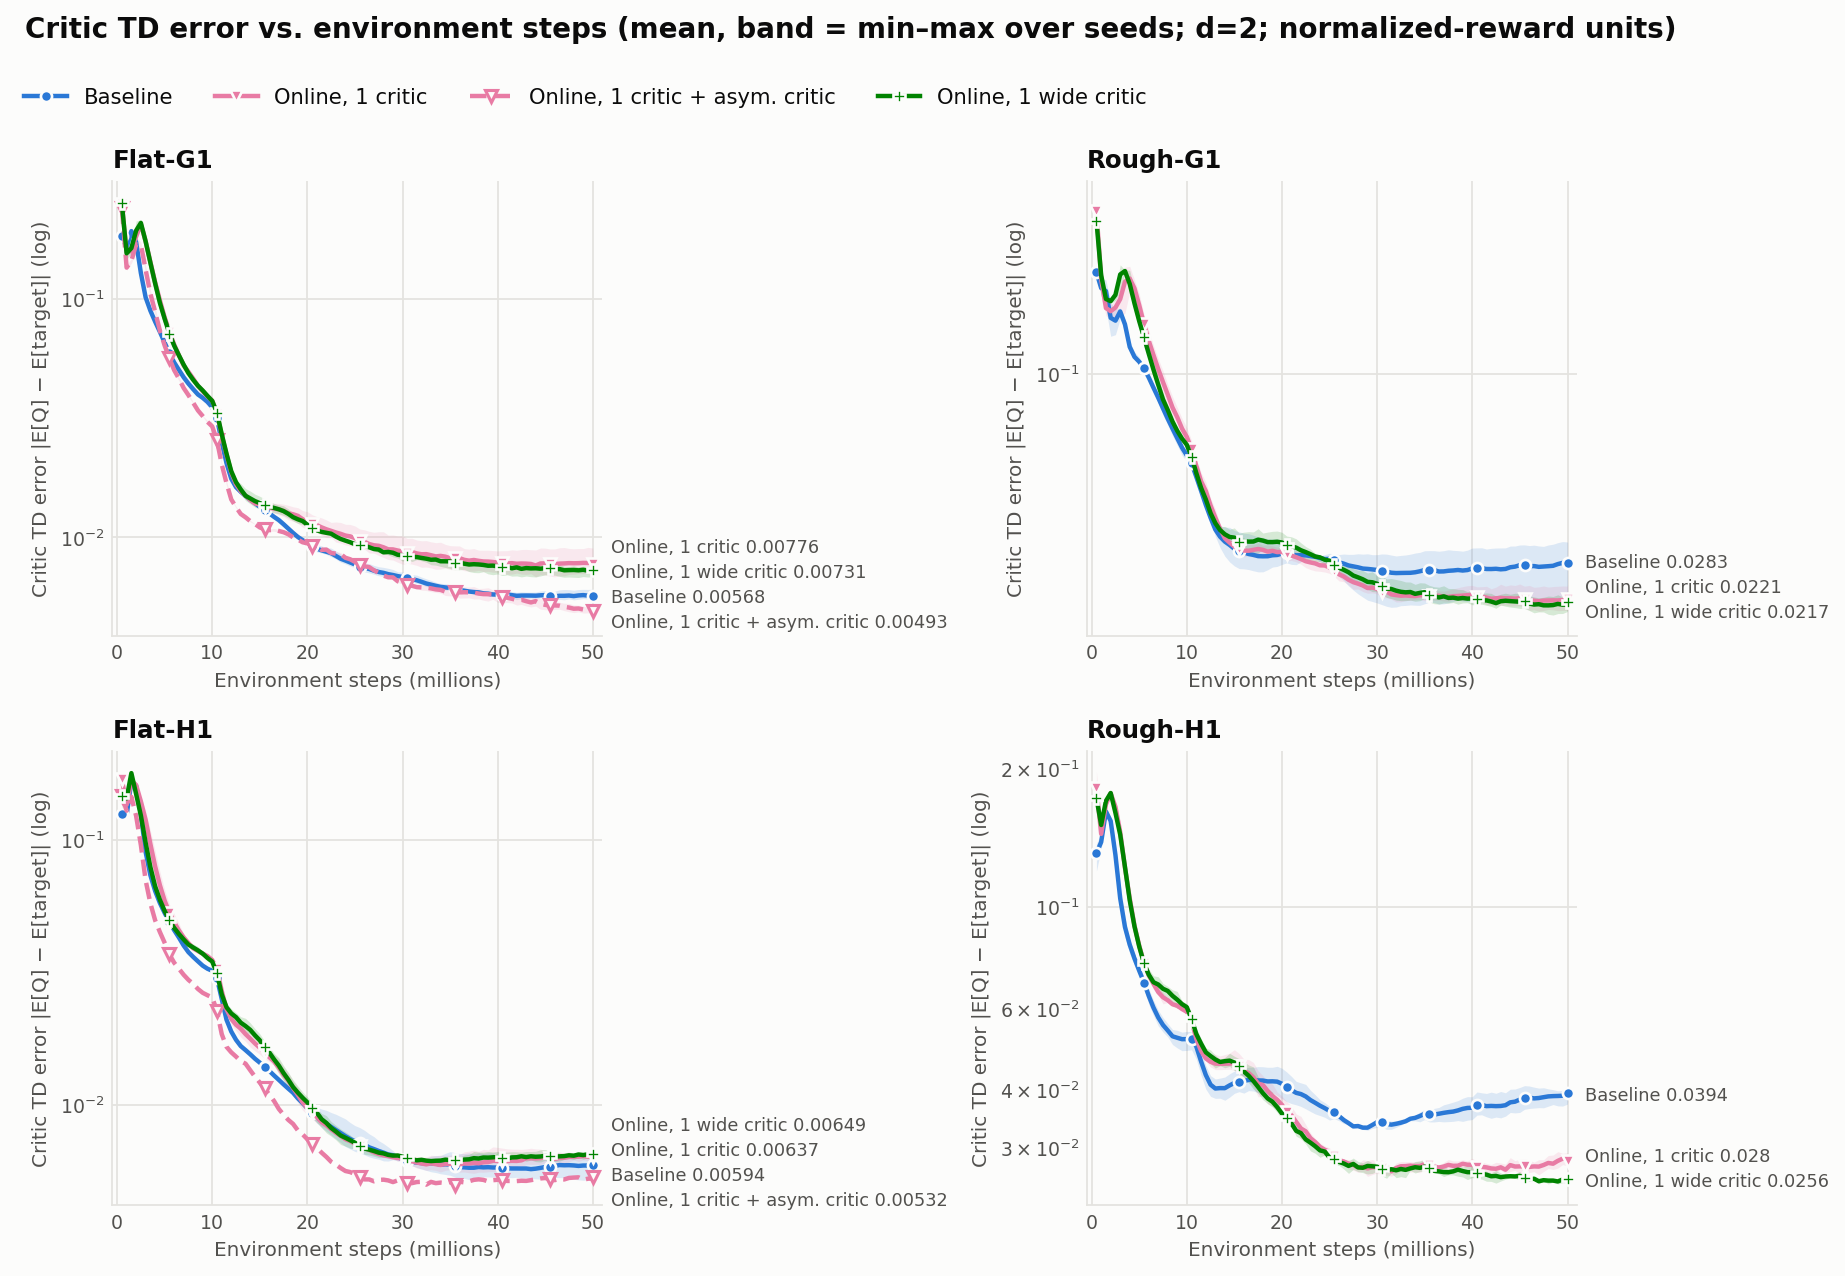 Critic TD error vs. environment steps (mean, band = min–max over seeds; d=2; normalized-reward units)
Baseline
Online, 1 critic
Online, 1 critic + asym. critic
Online, 1 wide critic
Flat-G1
Critic TD error |E[Q] − E[target]| (log)
10⁻¹
10⁻²
0 10 20 30 40 50
Environment steps (millions)
Online, 1 critic 0.00776
Online, 1 wide critic 0.00731
Baseline 0.00568
Online, 1 critic + asym. critic 0.00493
Rough-G1
Critic TD error |E[Q] − E[target]| (log)
10⁻¹
0 10 20 30 40 50
Environment steps (millions)
Baseline 0.0283
Online, 1 critic 0.0221
Online, 1 wide critic 0.0217
Flat-H1
Critic TD error |E[Q] − E[target]| (log)
10⁻¹
10⁻²
0 10 20 30 40 50
Environment steps (millions)
Online, 1 wide critic 0.00649
Online, 1 critic 0.00637
Baseline 0.00594
Online, 1 critic + asym. critic 0.00532
Rough-H1
Critic TD error |E[Q] − E[target]| (log)
2 × 10⁻¹
10⁻¹
6 × 10⁻²
4 × 10⁻²
3 × 10⁻²
0 10 20 30 40 50
Environment steps (millions)
Baseline 0.0394
Online, 1 critic 0.028
Online, 1 wide critic 0.0256